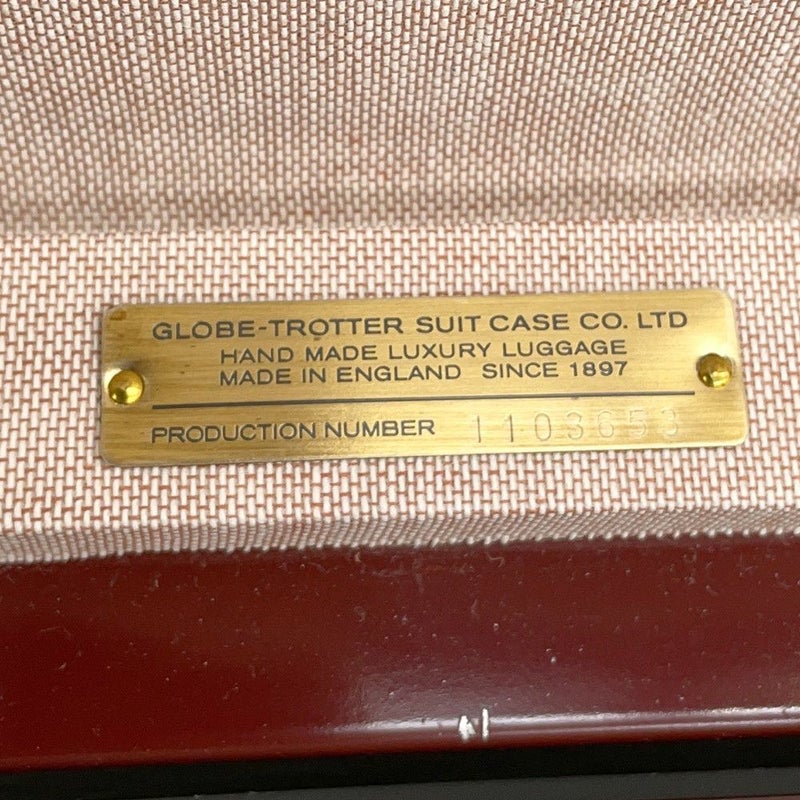 GLOBE-TROTTER SUIT CASE CO. LTD
HAND MADE LUXURY LUGGAGE
MADE IN ENGLAND SINCE 1897
PRODUCTION NUMBER 1103653